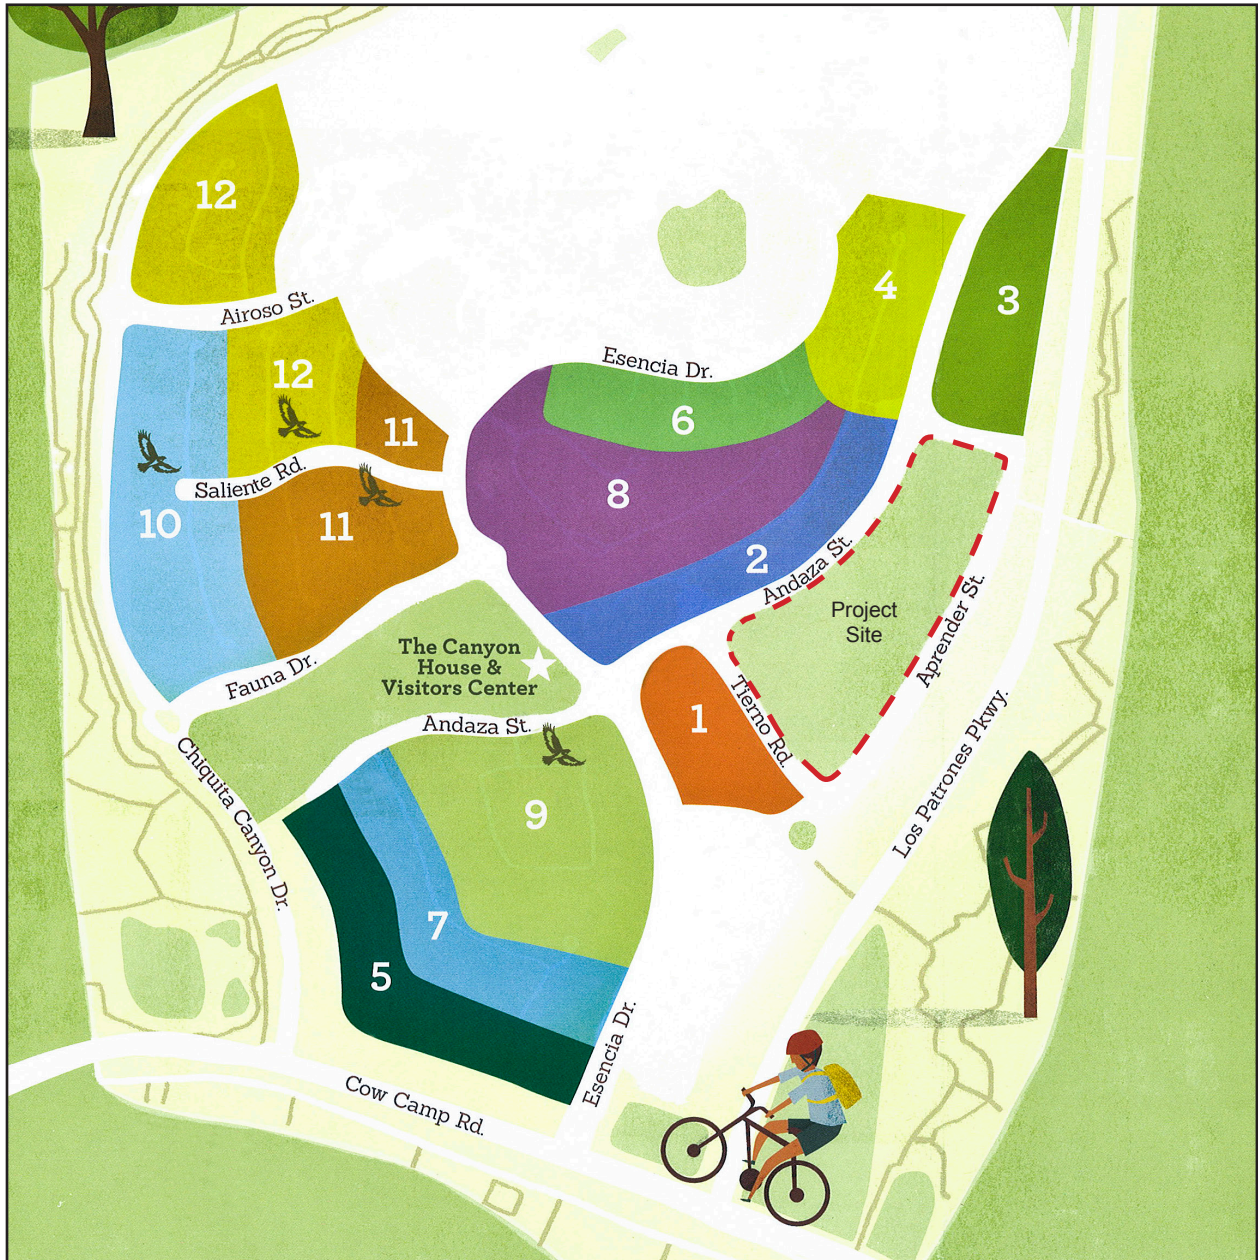 12
4
3
Airoso St.
Esencia Dr.
12
11
6
Saliente Rd.
8
10
11
2
Andaza St.
Project
Site
Aprender St.
The Canyon
House &
Visitors Center
Fauna Dr.
Tierno Rd.
1
Andaza St.
Chiquita Canyon Dr.
Los Patrones Pkwy.
9
7
5
Esencia Dr.
Cow Camp Rd.